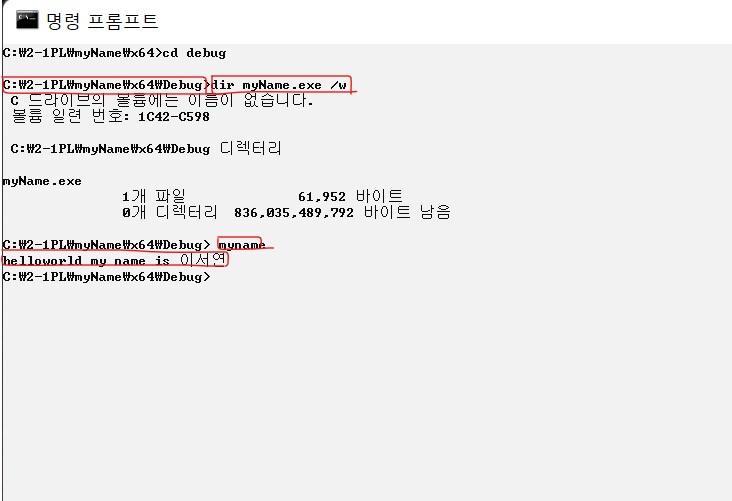 명령 프롬프트
C:₩2-1PL₩myName₩x64>cd debug
C:₩2-1PL₩myName₩x64₩Debug>dir myName.exe /w
C 드라이브의 볼륨에는 이름이 없습니다.
볼륨 일련 번호: 1C42-C598
C:₩2-1PL₩myName₩x64₩Debug 디렉터리
myName.exe
1개 파일 61,952 바이트
0개 디렉터리 836,035,489,792 바이트 남음
C:₩2-1PL₩myName₩x64₩Debug> myname
helloworld my name is 이서연
C:₩2-1PL₩myName₩x64₩Debug>